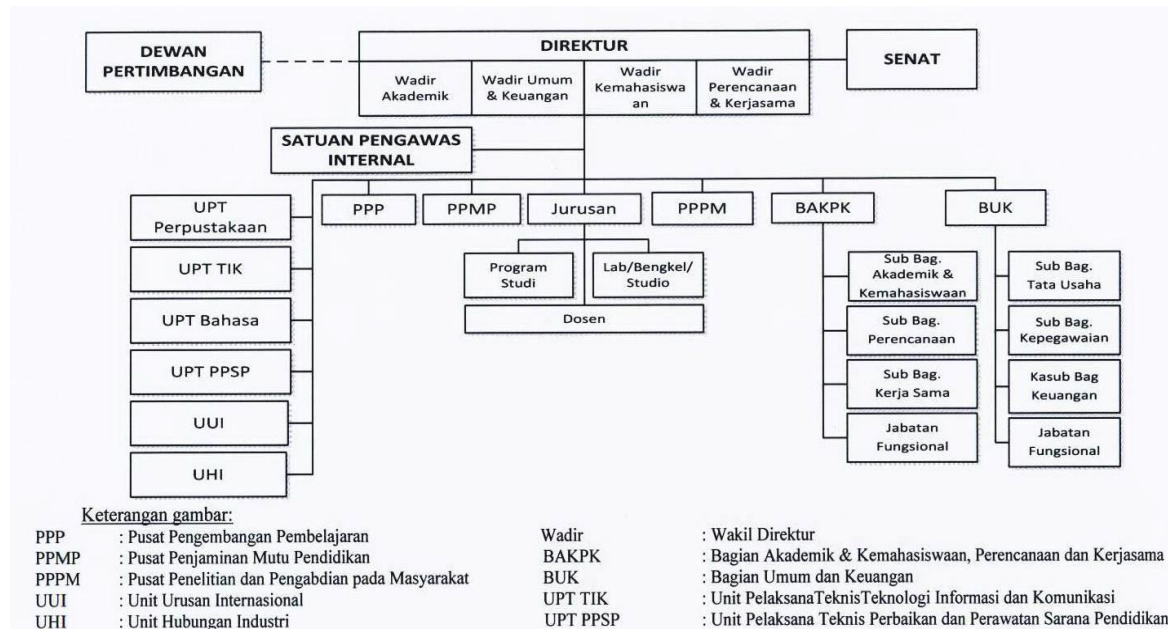 DEWAN
PERTIMBANGAN
DIREKTUR
Wadir
Akademik
Wadir Umum
& Keuangan
Wadir
Kemahasiswa
an
Wadir
Perencanaan
& Kerjasama
SENAT
SATUAN PENGAWAS
INTERNAL
UPT
Perpustakaan
UPT TIK
UPT Bahasa
UPT PPSP
UUI
UHI
PPP
PPMP
Jurusan
PPPM
BAKPK
BUK
Program
Studi
Lab/Bengkel/
Studio
Dosen
Sub Bag.
Akademik &
Kemahasiswaan
Sub Bag.
Perencanaan
Sub Bag.
Kerja Sama
Jabatan
Fungsional
Sub Bag.
Tata Usaha
Sub Bag.
Kepegawaian
Kasub Bag
Keuangan
Jabatan
Fungsional
Keterangan gambar:
PPP : Pusat Pengembangan Pembelajaran
PPMP : Pusat Penjaminan Mutu Pendidikan
PPPM : Pusat Penelitian dan Pengabdian pada Masyarakat
UUI : Unit Urusan Internasional
UHI : Unit Hubungan Industri
Wadir : Wakil Direktur
BAKPK : Bagian Akademik & Kemahasiswaan, Perencanaan dan Kerjasama
BUK : Bagian Umum dan Keuangan
UPT TIK : Unit PelaksanaTeknisTeknologi Informasi dan Komunikasi
UPT PPSP : Unit Pelaksana Teknis Perbaikan dan Perawatan Sarana Pendidikan